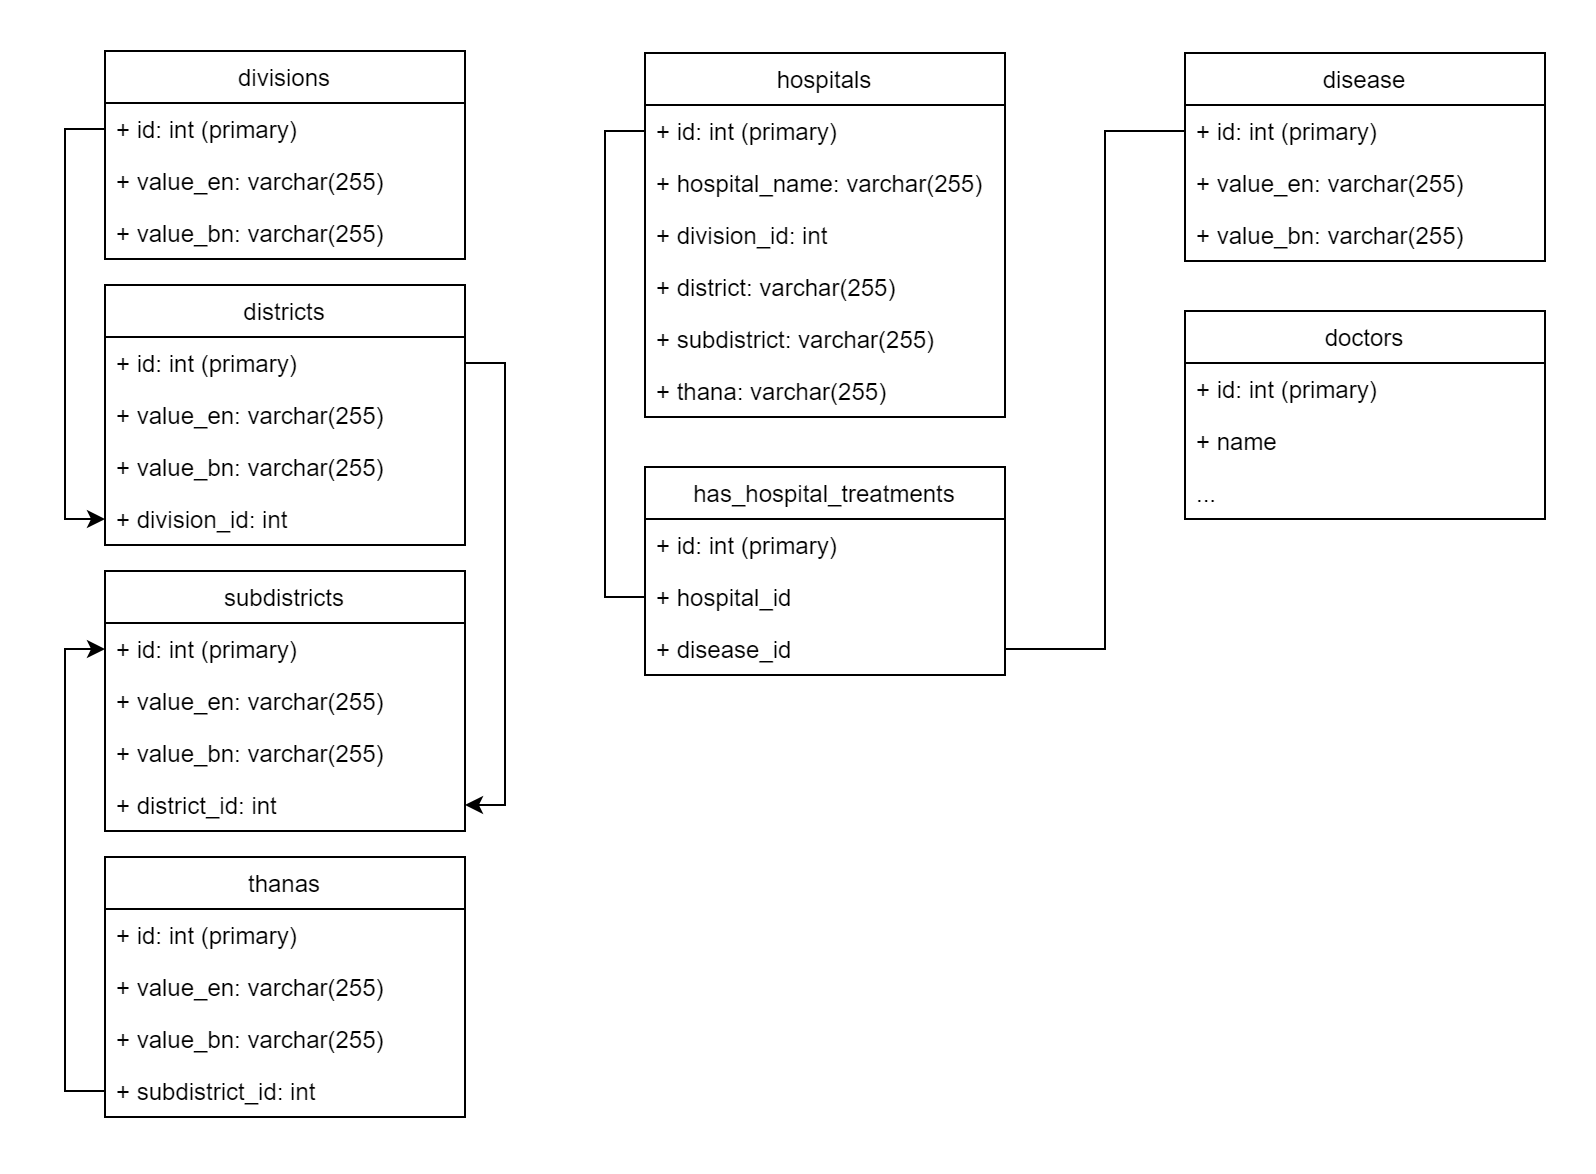 divisions
+ id: int (primary)
+ value_en: varchar(255)
+ value_bn: varchar(255)
districts
+ id: int (primary)
+ value_en: varchar(255)
+ value_bn: varchar(255)
+ division_id: int
subdistricts
+ id: int (primary)
+ value_en: varchar(255)
+ value_bn: varchar(255)
+ district_id: int
thanas
+ id: int (primary)
+ value_en: varchar(255)
+ value_bn: varchar(255)
+ subdistrict_id: int
hospitals
+ id: int (primary)
+ hospital_name: varchar(255)
+ division_id: int
+ district: varchar(255)
+ subdistrict: varchar(255)
+ thana: varchar(255)
has_hospital_treatments
+ id: int (primary)
+ hospital_id
+ disease_id
disease
+ id: int (primary)
+ value_en: varchar(255)
+ value_bn: varchar(255)
doctors
+ id: int (primary)
+ name
...